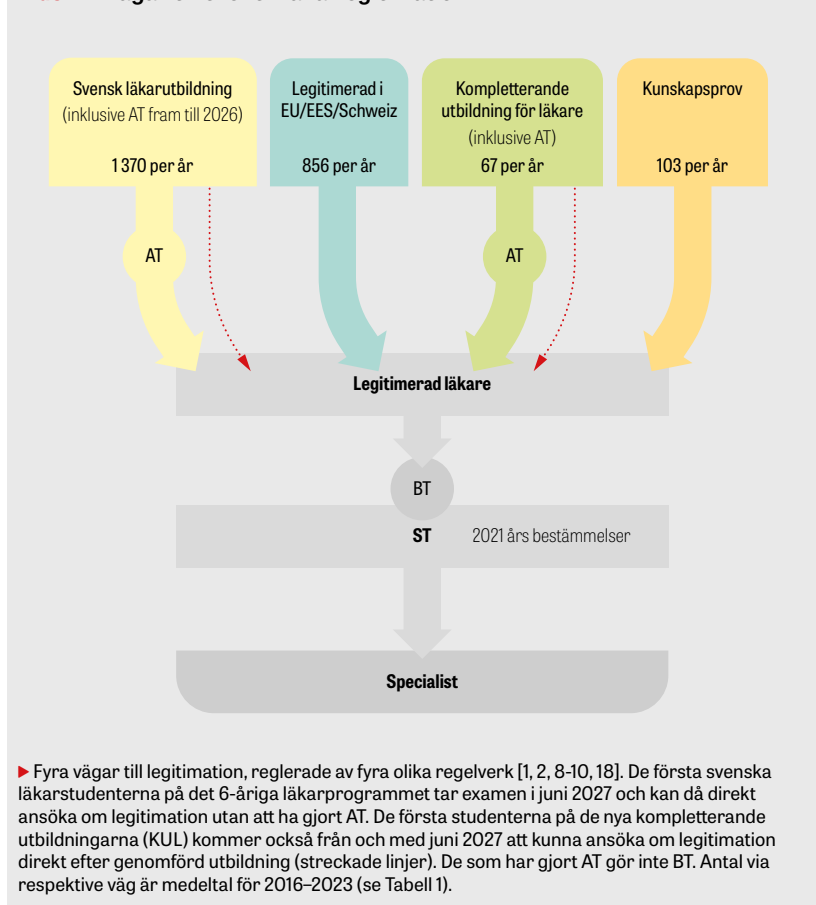 Svensk läkarutbildning
(inklusive AT fram till 2026)
1 370 per år
Legitimerad i
EU/EES/Schweiz
856 per år
Kompletterande
utbildning för läkare
(inklusive AT)
67 per år
Kunskapsprov
103 per år
AT
AT
Legitimerad läkare
BT
ST 2021 års bestämmelser
Specialist
▶ Fyra vägar till legitimation, reglerade av fyra olika regelverk [1, 2, 8-10, 18]. De första svenska
läkarstudenterna på det 6-åriga läkarprogrammet tar examen i juni 2027 och kan då direkt
ansöka om legitimation utan att ha gjort AT. De första studenterna på de nya kompletterande
utbildningarna (KUL) kommer också från och med juni 2027 att kunna ansöka om legitimation
direkt efter genomförd utbildning (streckade linjer). De som har gjort AT gör inte BT. Antal via
respektive väg är medeltal för 2016–2023 (se Tabell 1).